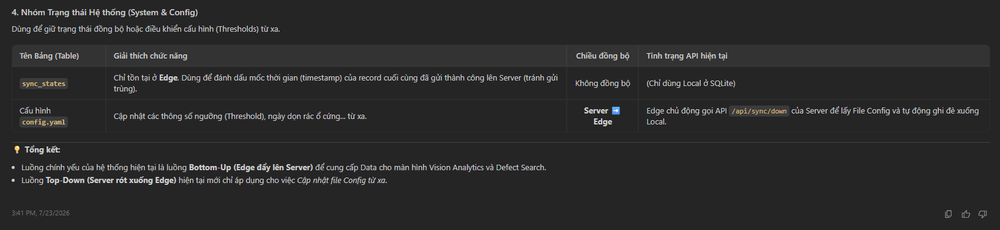 4. Nhóm Trạng thái Hệ thống (System & Config)
Dùng để giữ trạng thái đồng bộ hoặc điều khiển cấu hình (Thresholds) từ xa.
Tên Bảng (Table) Giải thích chức năng Chiều đồng bộ Tình trạng API hiện tại
sync_states Chỉ tồn tại ở Edge. Dùng để đánh dấu mốc thời gian (timestamp) của record cuối cùng đã gửi thành công lên Server (tránh gửi
trùng). Không đồng bộ (Chỉ dùng Local ở SQLite)
Cấu hình
config.yaml Cập nhật các thông số ngưỡng (Threshold), ngày dọn rác ổ cứng... từ xa. Server ➡️
Edge Edge chủ động gọi API /api/sync/down của Server để lấy File Config và tự động ghi đè xuống
Local.
💡 Tổng kết:
• Luồng chính yếu của hệ thống hiện tại là luồng Bottom-Up (Edge đẩy lên Server) để cung cấp Data cho màn hình Vision Analytics và Defect Search.
• Luồng Top-Down (Server rót xuống Edge) hiện tại mới chỉ áp dụng cho việc Cập nhật file Config từ xa.
3:41 PM, 7/23/2026